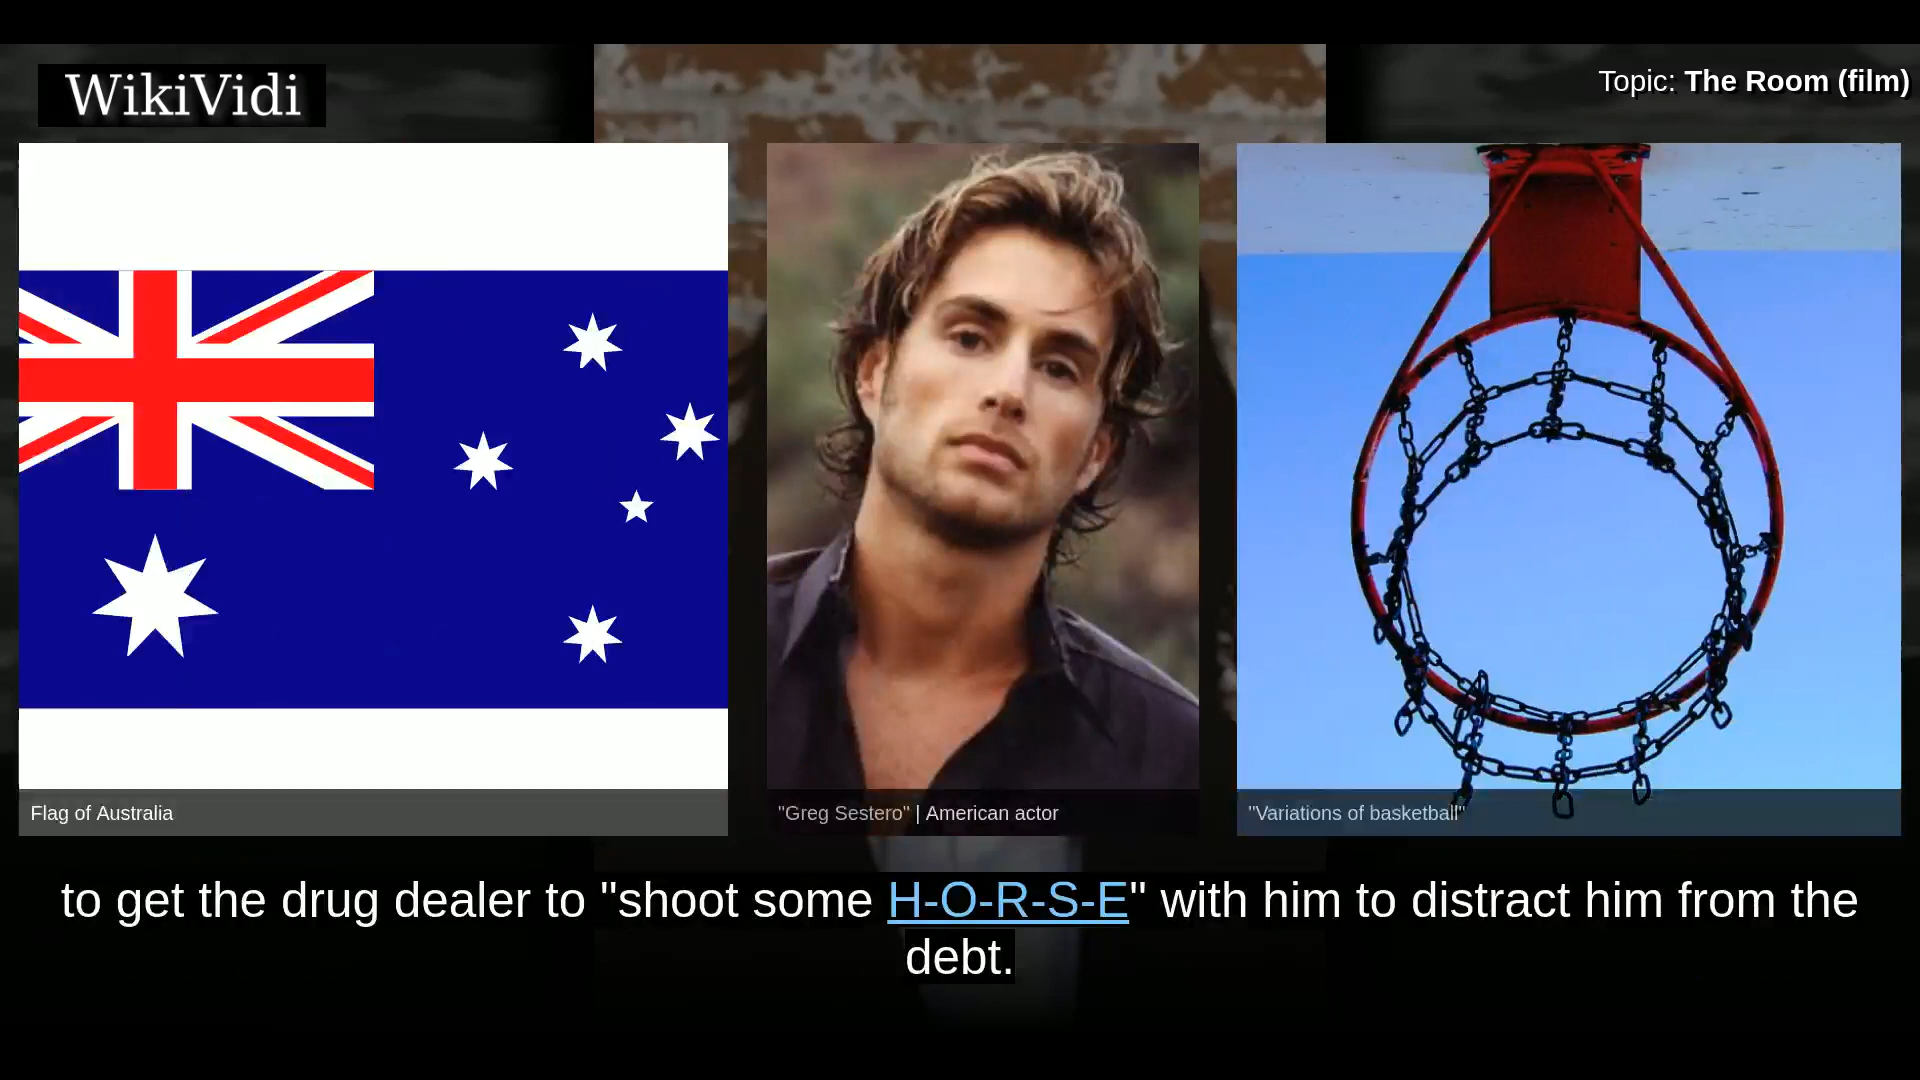 WikiVidi
Topic: The Room (film)
Flag of Australia
"Greg Sestero" | American actor
"Variations of basketball"
to get the drug dealer to "shoot some H-O-R-S-E" with him to distract him from the
debt.